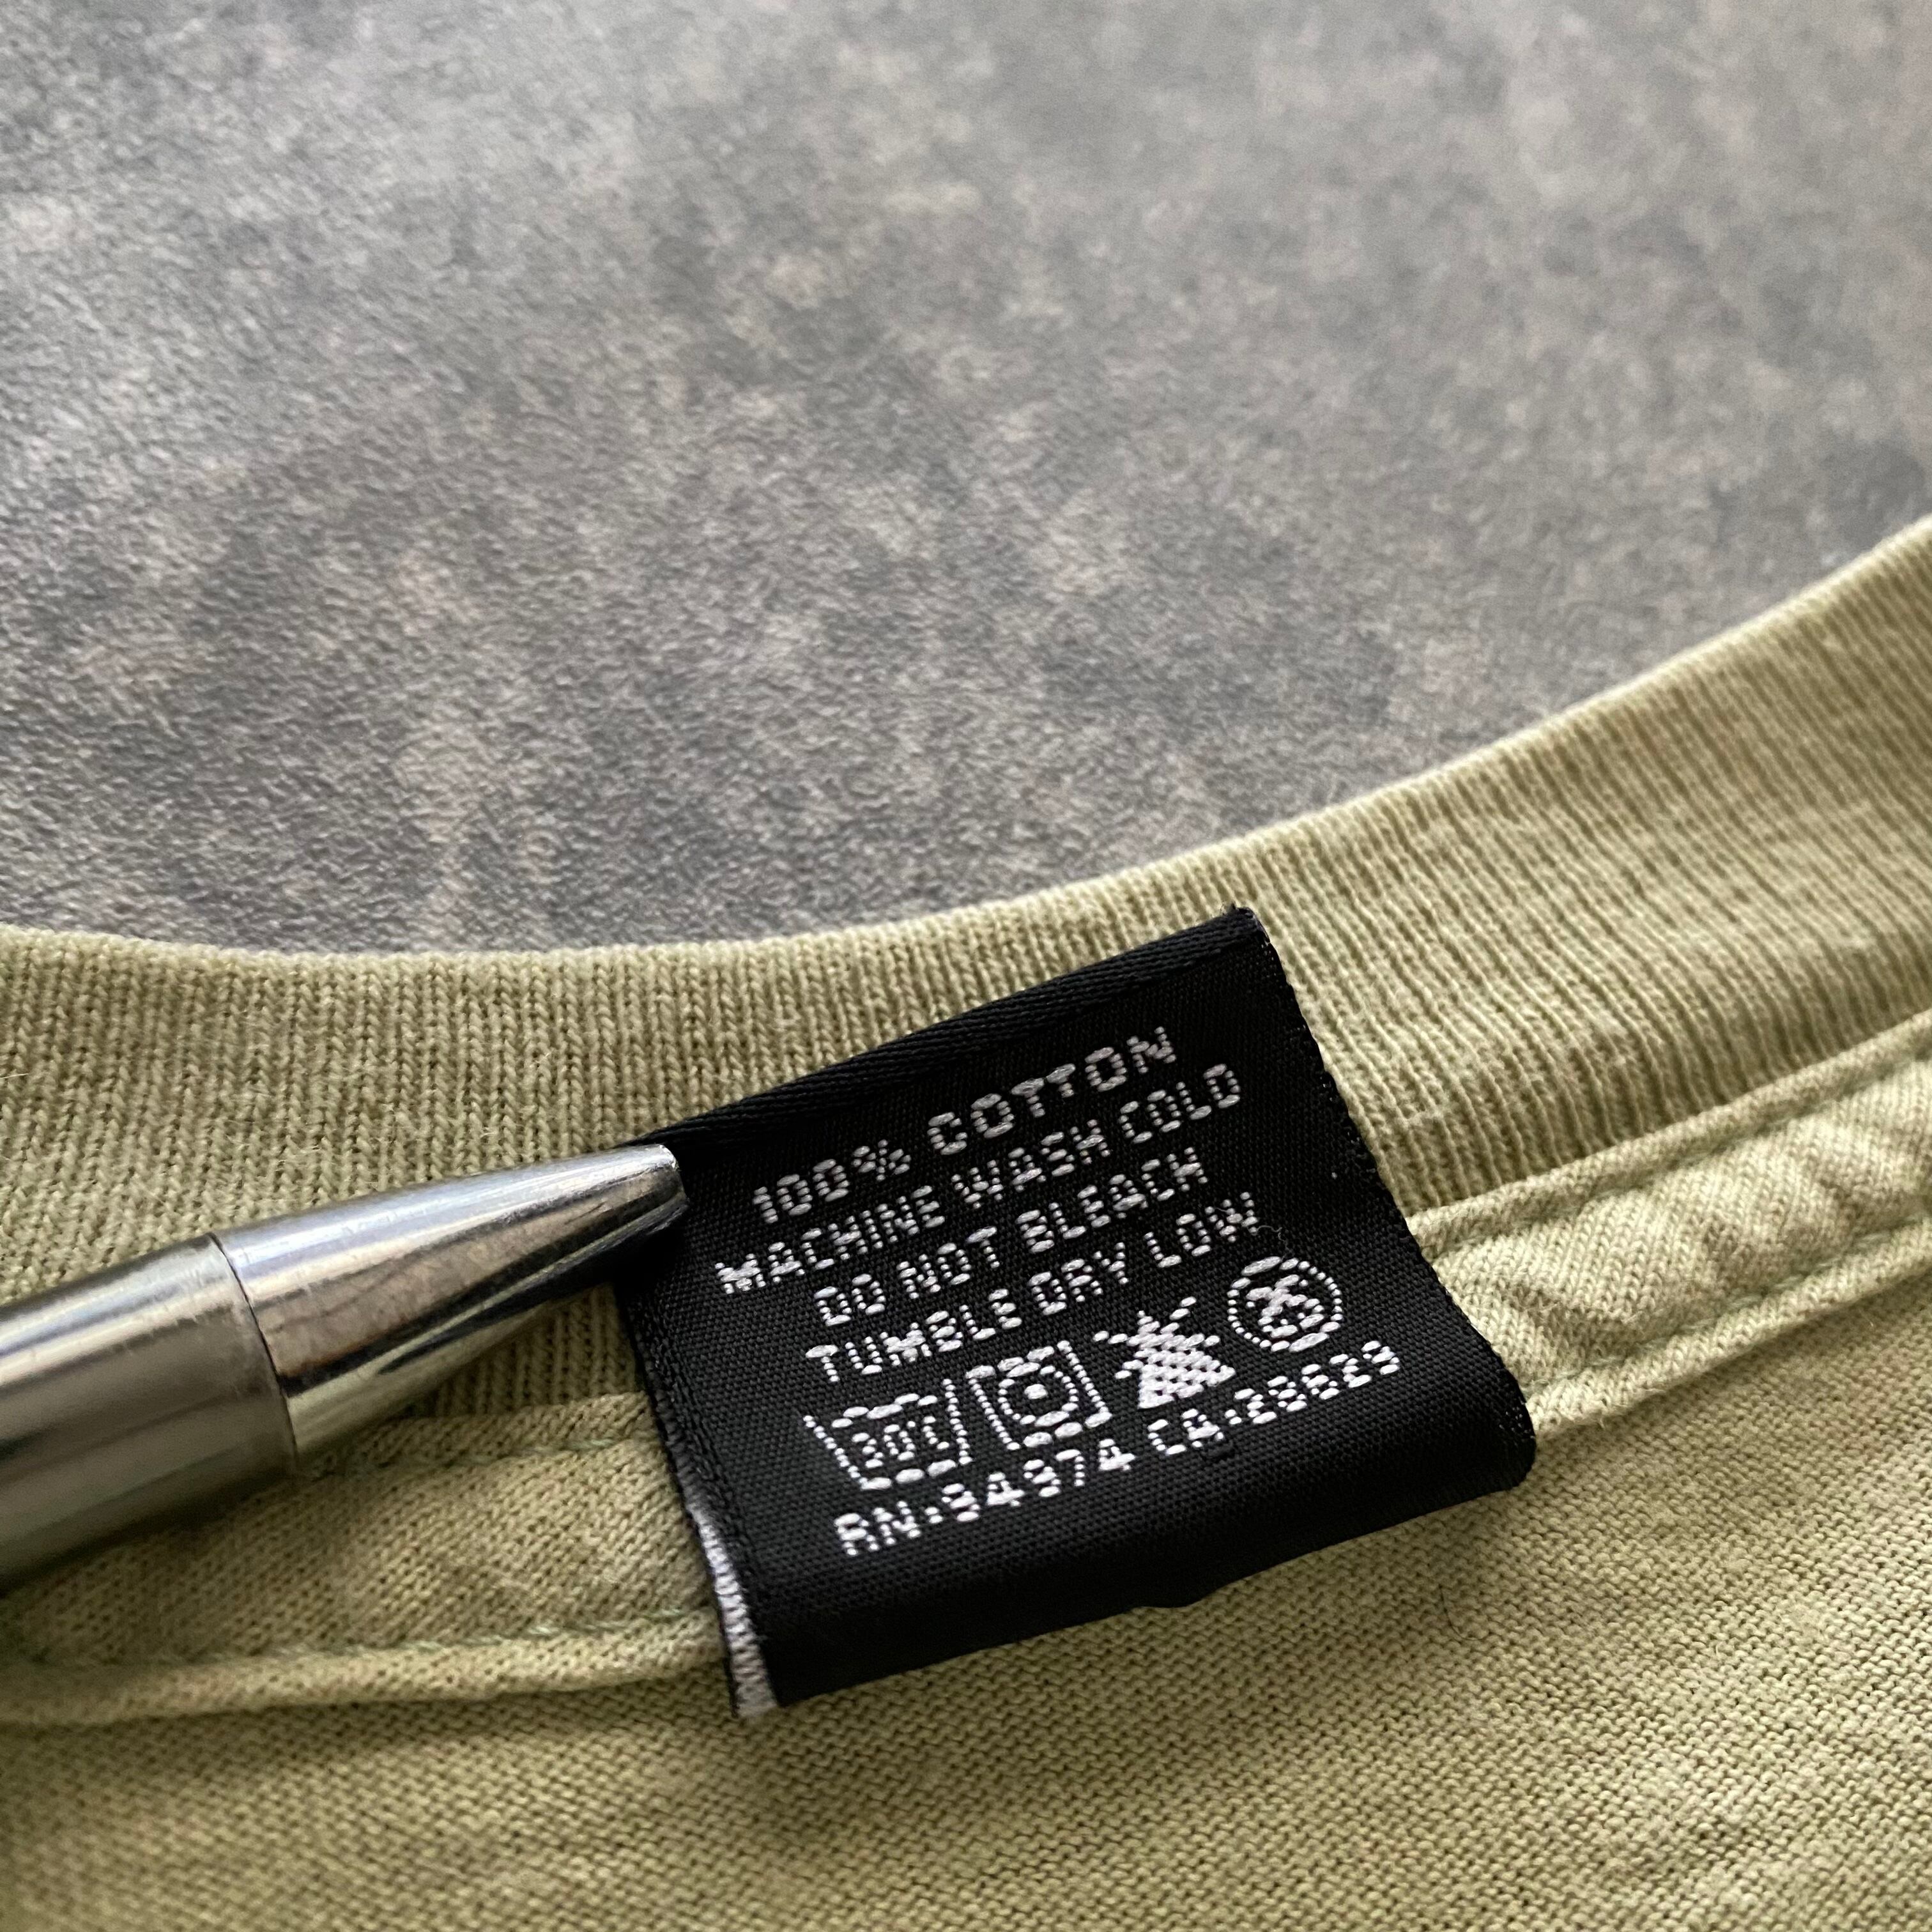 100% COTTON
MACHINE WASH COLD
DO NOT BLEACH
TUMBLE DRY LOW
30°C
RN:94974 CA:28629